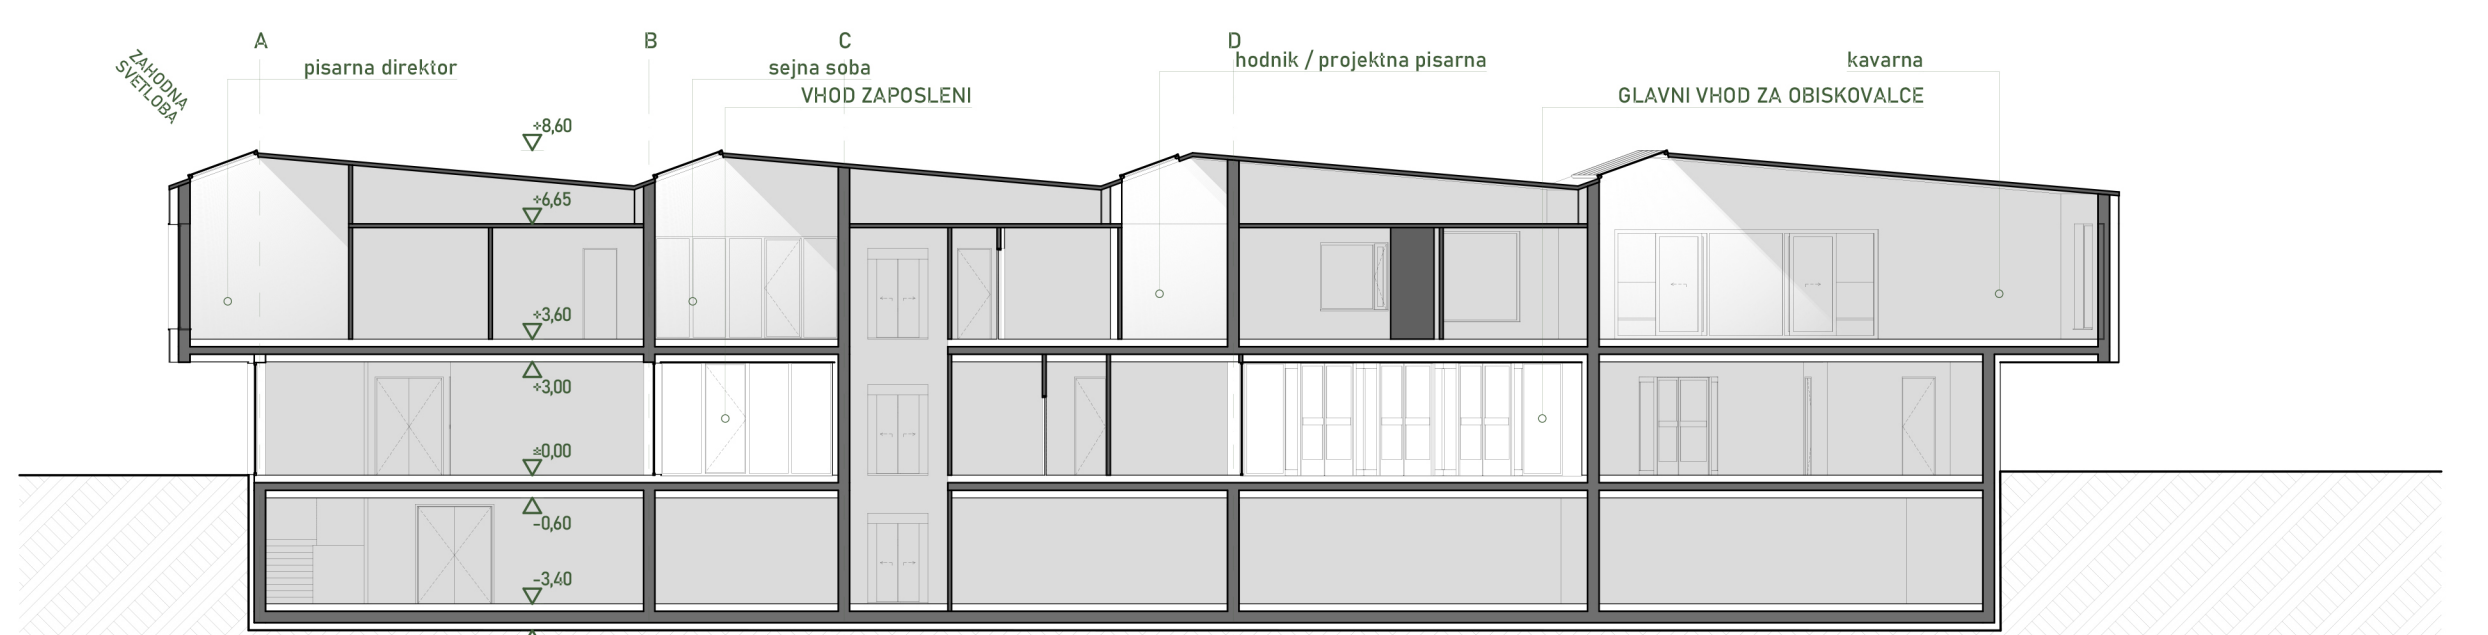 A
B
C
D
ZAHODNA
SVETLOBA
pisarna direktor
sejna soba
hodnik / projektna pisarna
kavarna
VHOD ZAPOSLENI
GLAVNI VHOD ZA OBISKOVALCE
+8,60
+6,65
+3,60
+3,00
±0,00
-0,60
-3,40